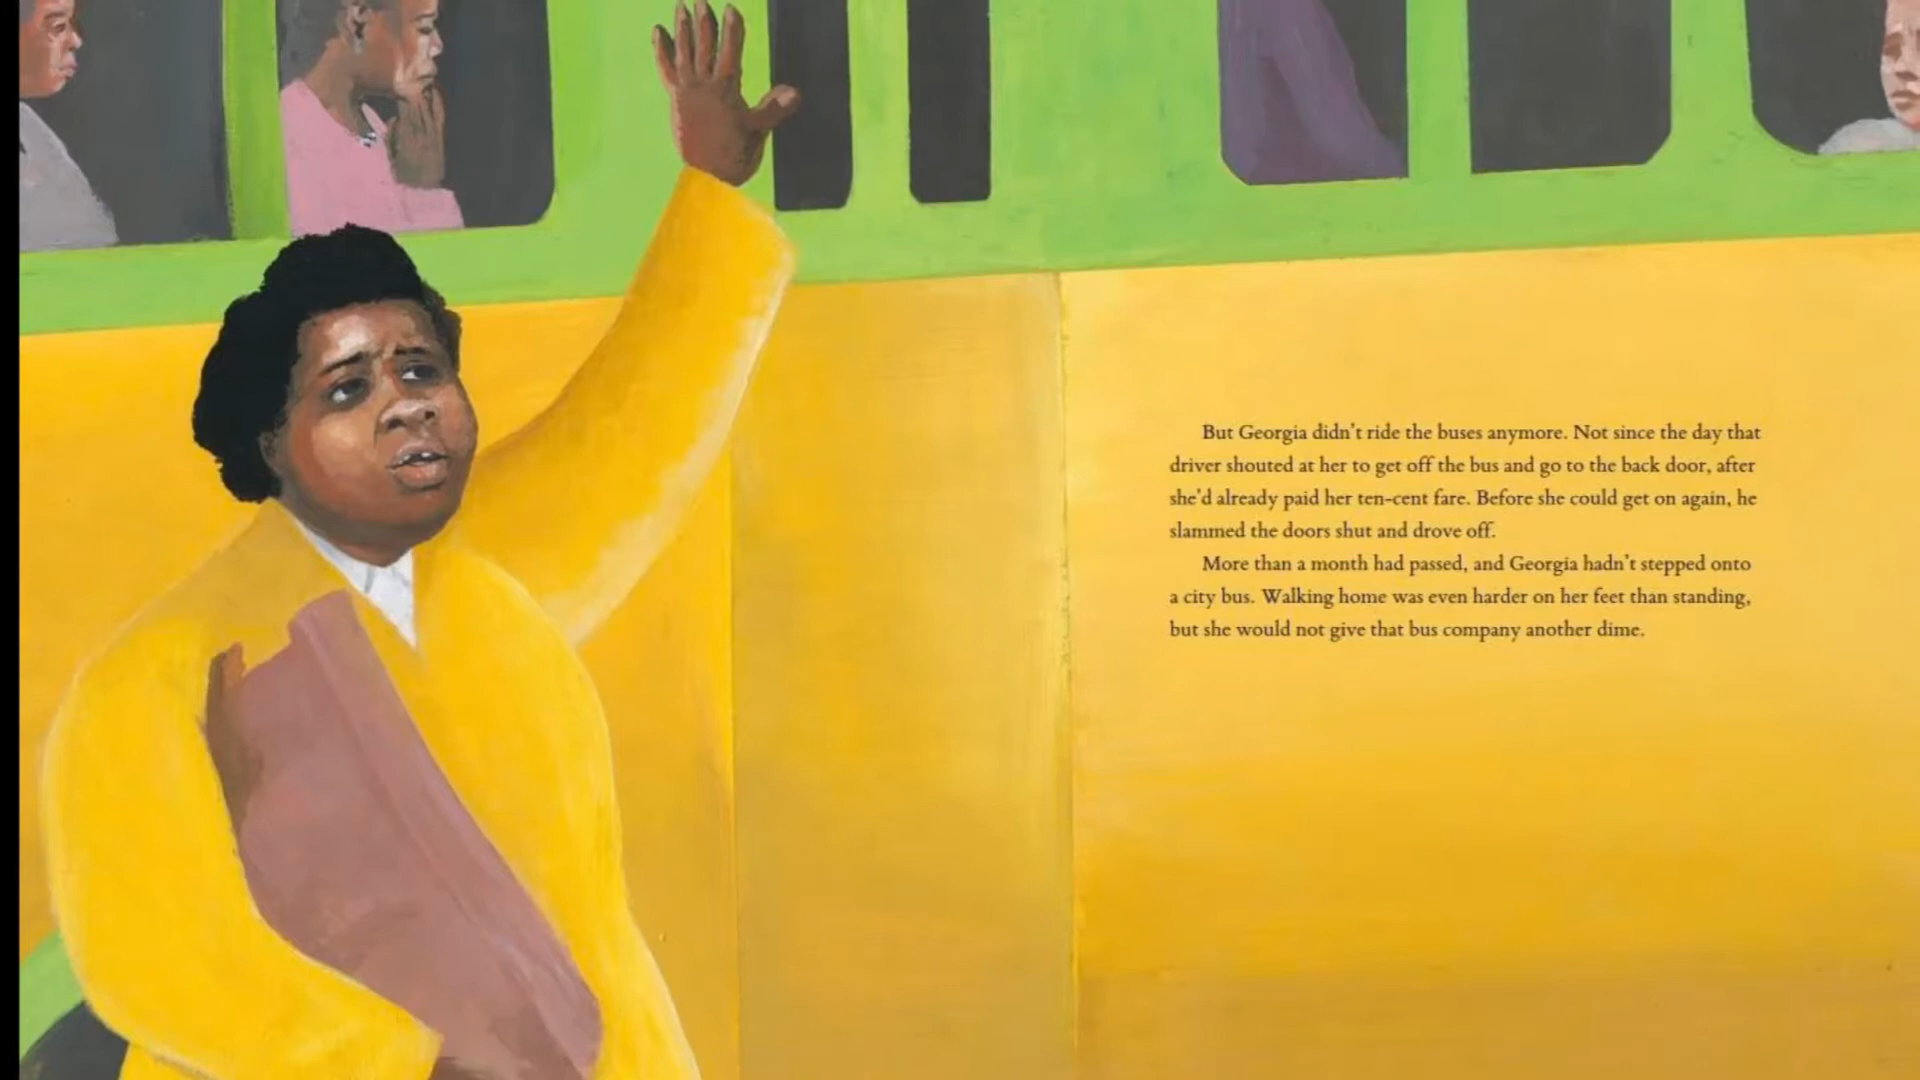 But Georgia didn't ride the buses anymore. Not since the day that
driver shouted at her to get off the bus and go to the back door, after
she'd already paid her ten-cent fare. Before she could get on again, he
slammed the doors shut and drove off.
More than a month had passed, and Georgia hadn't stepped onto
a city bus. Walking home was even harder on her feet than standing,
but she would not give that bus company another dime.